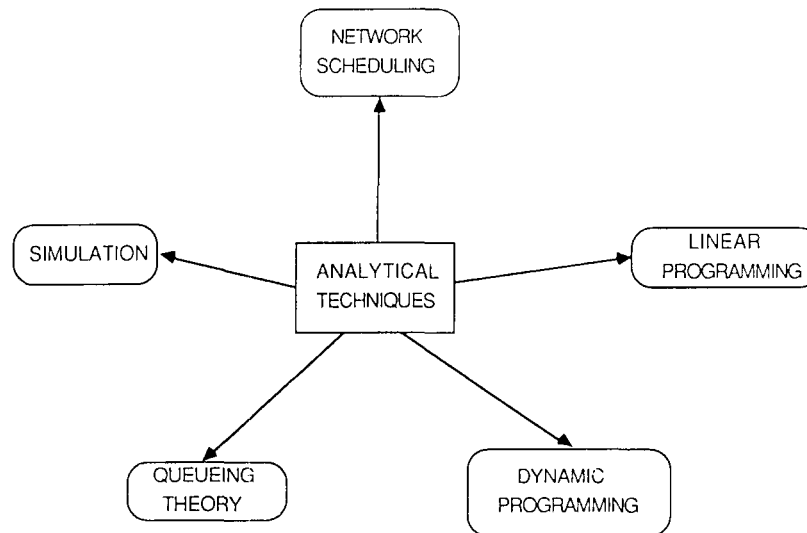 NETWORK
SCHEDULING
SIMULATION
ANALYTICAL
TECHNIQUES
LINEAR
PROGRAMMING
QUEUEING
THEORY
DYNAMIC
PROGRAMMING